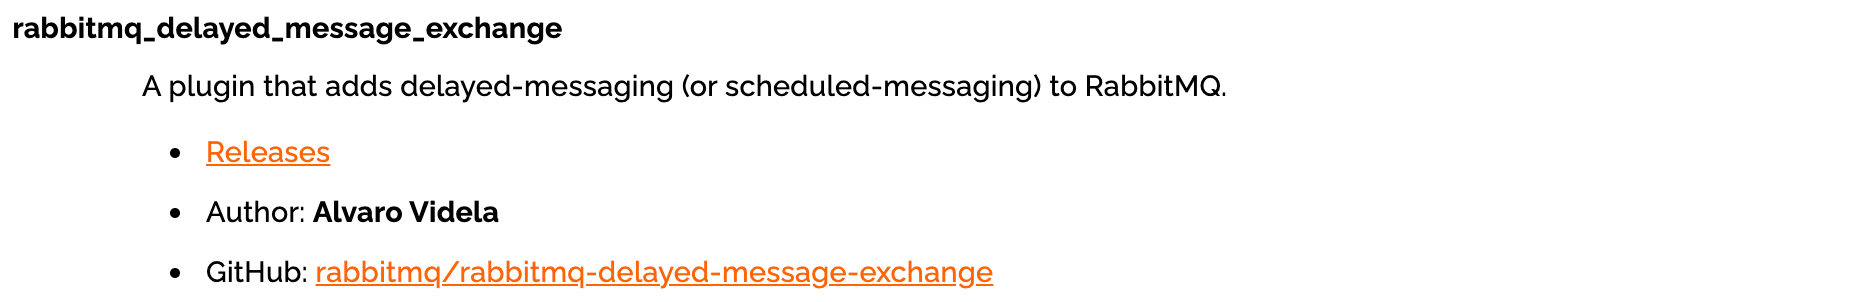 rabbitmq_delayed_message_exchange
A plugin that adds delayed-messaging (or scheduled-messaging) to RabbitMQ.
• Releases
• Author: Alvaro Videla
• GitHub: rabbitmq/rabbitmq-delayed-message-exchange